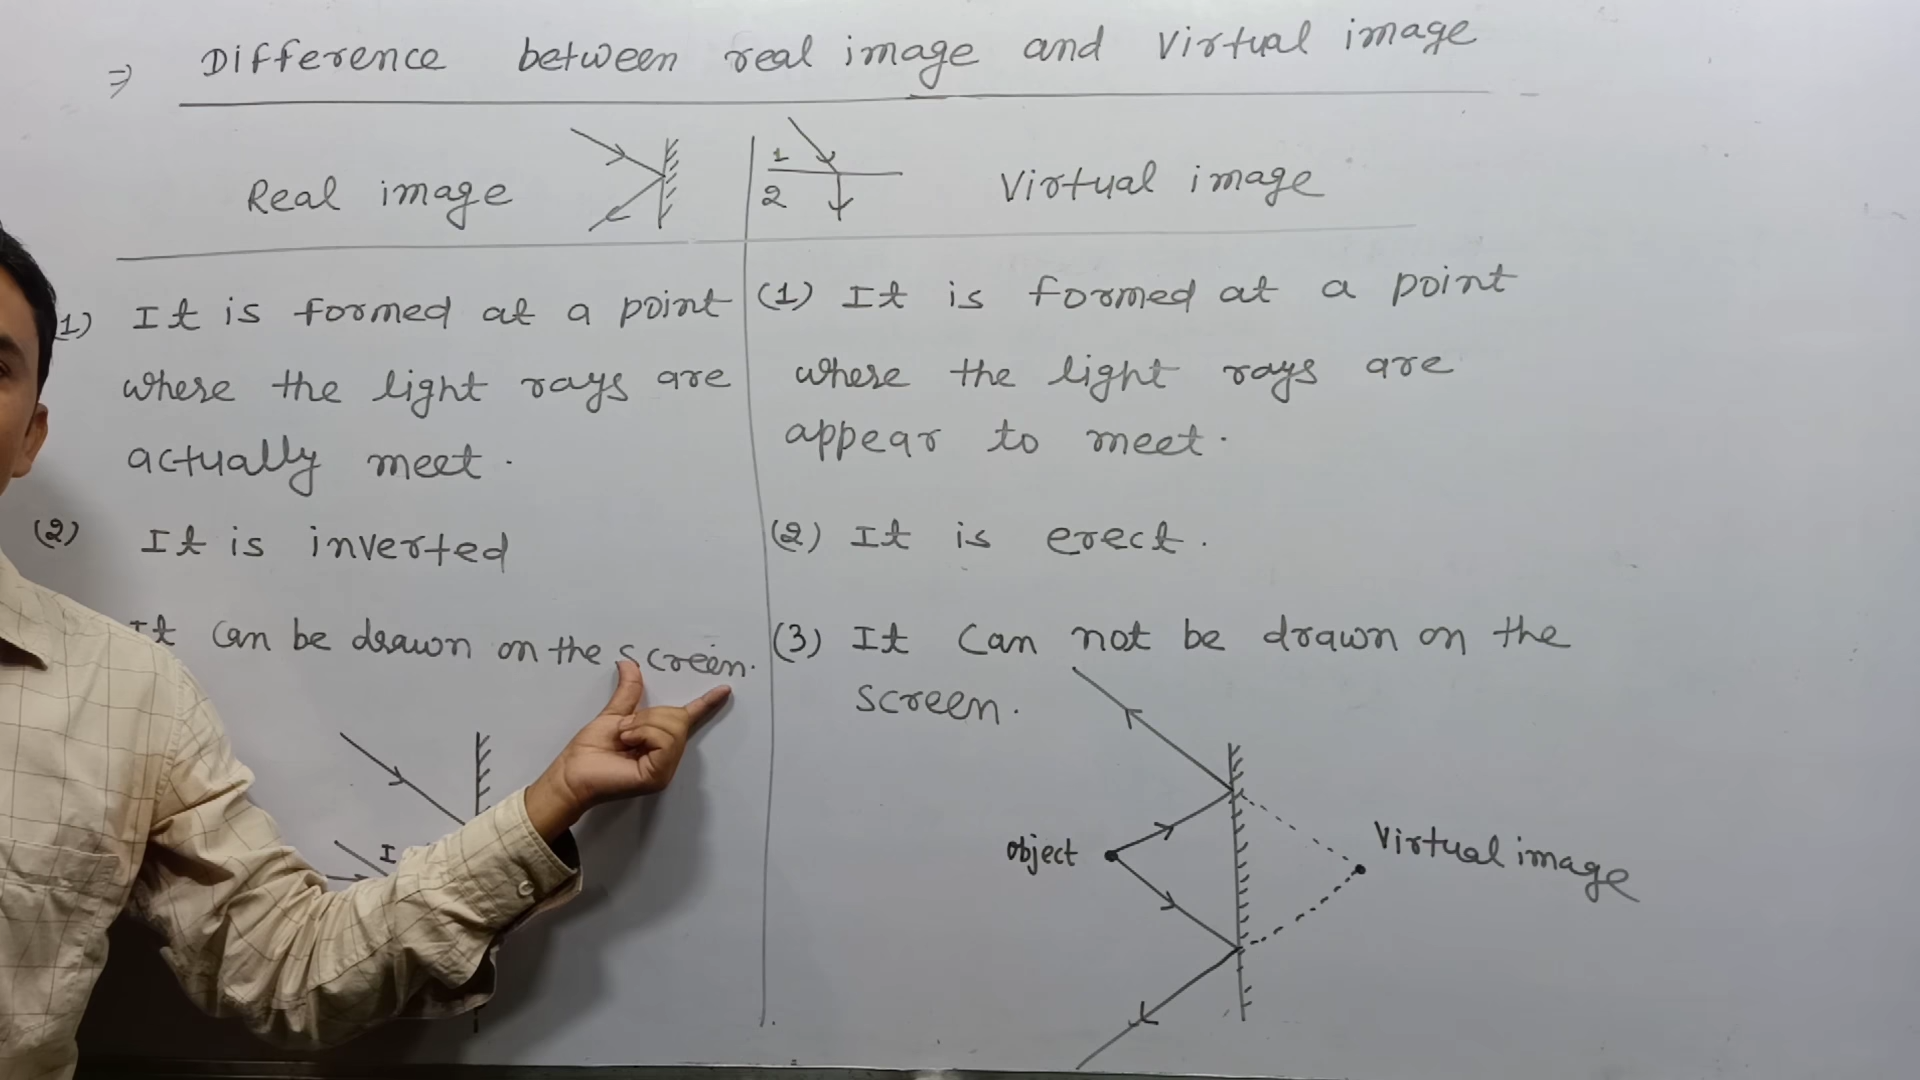 ⇒ Difference between real image and virtual image
Real image
1
2
Virtual image
1) It is formed at a point
where the light rays are
actually meet.
(2) It is inverted
It can be drawn on the screen.
I
(1) It is formed at a point
where the light rays are
appear to meet.
(2) It is erect.
(3) It can not be drawn on the
screen.
object
Virtual image